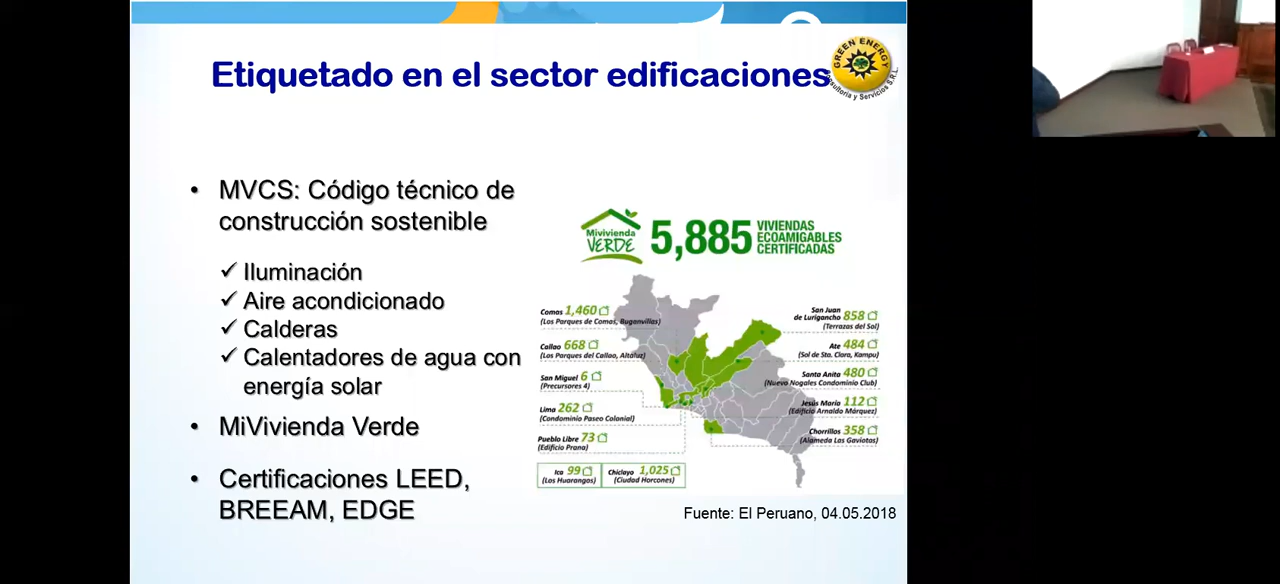 Etiquetado en el sector edificaciones
GREEN ENERGY
Consultoría y Servicios S.R.L.
• MVCS: Código técnico de
construcción sostenible
✓ Iluminación
✓ Aire acondicionado
✓ Calderas
✓ Calentadores de agua con
energía solar
• MiVivienda Verde
• Certificaciones LEED,
BREEAM, EDGE
Mivivienda
VERDE
5,885
VIVIENDAS
ECOAMIGABLES
CERTIFICADAS
Comas 1,460
(Los Parques de Comas, Buganvillas)
Callao 668
(Los Parques del Callao, Altaluz)
San Miguel 6
(Precursores 4)
Lima 262
(Condominio Paseo Colonial)
Pueblo Libre 73
(Edificio Prana)
Ica 99
(Los Huarangos)
Chiclayo 1,025
(Ciudad Horcones)
San Juan
de Lurigancho 858
(Terrazas del Sol)
Ate 484
(Sol de Sta. Clara, Kampu)
Santa Anita 480
(Nuevo Nogales Condominio Club)
Jesús María 112
(Edificio Arnaldo Márquez)
Chorrillos 358
(Alameda Las Gaviotas)
Fuente: El Peruano, 04.05.2018